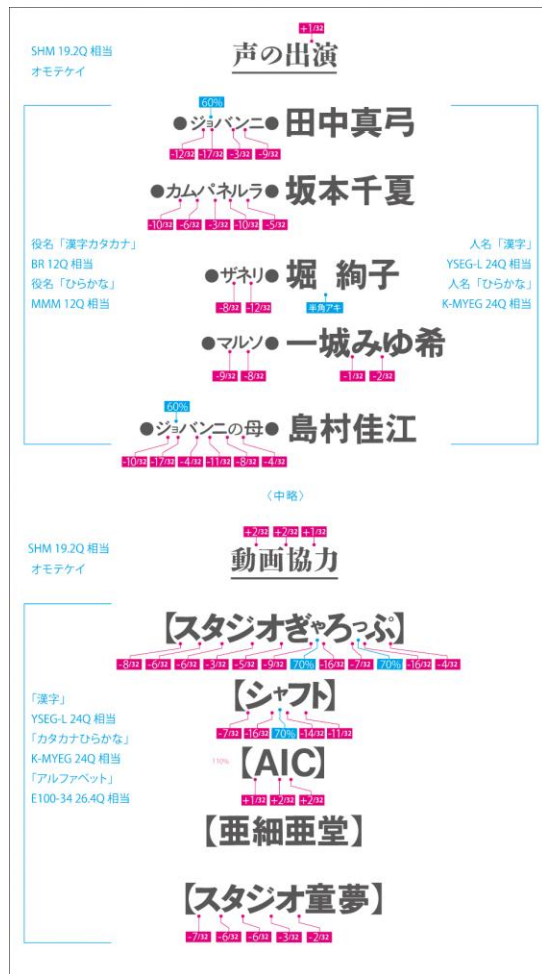 +1/32
SHM 19.2Q 相当
オモテケイ
声の出演
60%
●ジョバンニ● 田中真弓
-12/32 -17/32 -3/32 -9/32
●カムパネルラ● 坂本千夏
-10/32 -6/32 -3/32 -10/32 -5/32
役名「漢字カタカナ」
BR 12Q 相当
役名「ひらかな」
MMM 12Q 相当
人名「漢字」
YSEG-L 24Q 相当
人名「ひらかな」
K-MYEG 24Q 相当
●ザネリ● 堀 絢子
-8/32 -12/32 半角アキ
●マルソ● 一城みゆ希
-9/32 -8/32 -1/32 -2/32
60%
●ジョバンニの母● 島村佳江
-10/32 -17/32 -4/32 -11/32 -8/32 -4/32
〈中略〉
+2/32 +2/32 +1/32
SHM 19.2Q 相当
オモテケイ
動画協力
【スタジオぎゃろっぷ】
-8/32 -6/32 -6/32 -3/32 -5/32 -9/32 70% -16/32 -7/32 70% -16/32 -4/32
「漢字」
YSEG-L 24Q 相当
「カタカナひらかな」
K-MYEG 24Q 相当
「アルファベット」
E100-34 26.4Q 相当
【シャフト】
-7/32 -16/32 70% -14/32 -11/32
110%
【AIC】
+1/32 +2/32 +2/32
【亜細亜堂】
【スタジオ童夢】
-7/32 -6/32 -6/32 -3/32 -2/32